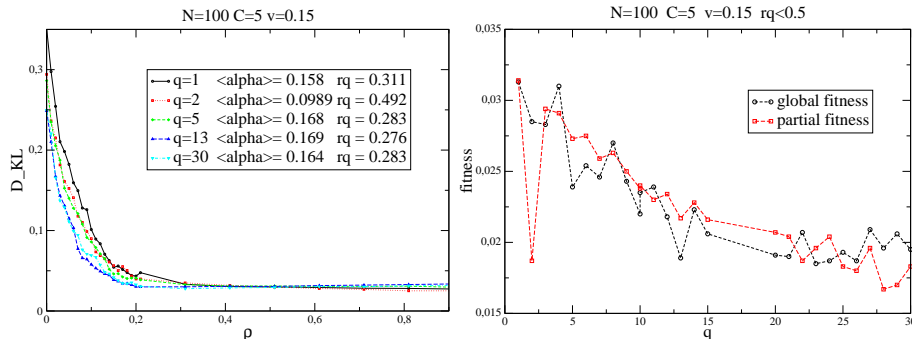 N=100 C=5 v=0.15
0,3
0,2
0,1
0
D_KL
q=1 <alpha>= 0.158 rq = 0.311
q=2 <alpha>= 0.0989 rq = 0.492
q=5 <alpha>= 0.168 rq = 0.283
q=13 <alpha>= 0.169 rq = 0.276
q=30 <alpha>= 0.164 rq = 0.283
0 0,2 0,4 0,6 0,8
ρ
N=100 C=5 v=0.15 rq<0.5
0,035
0,03
0,025
0,02
0,015
fitness
global fitness
partial fitness
0 5 10 15 20 25 30
q